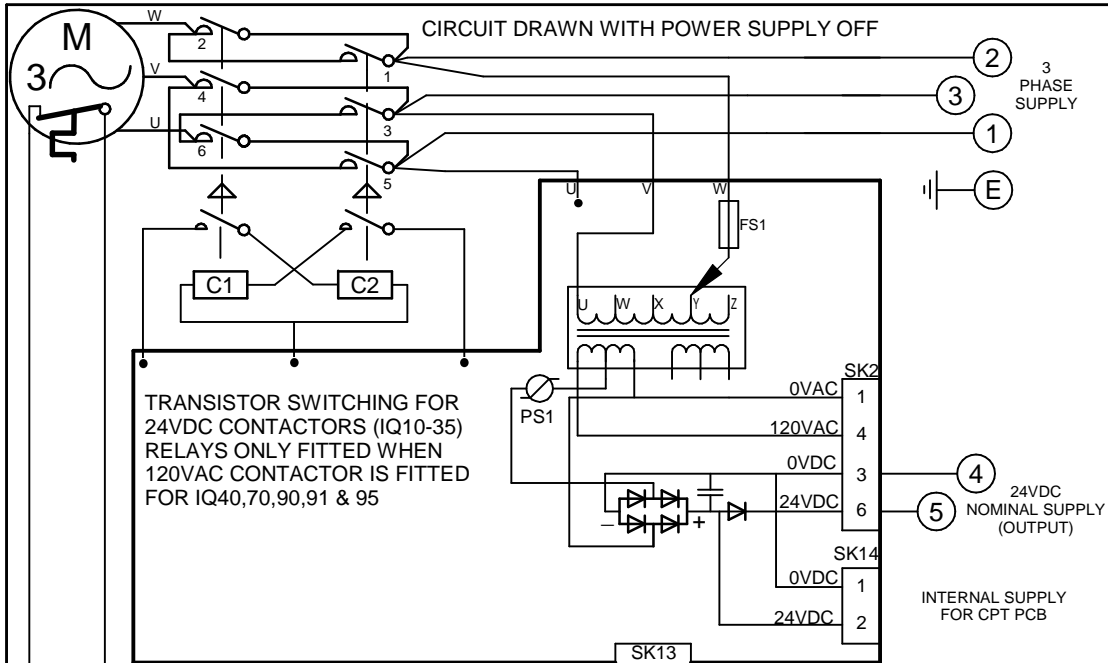 CIRCUIT DRAWN WITH POWER SUPPLY OFF
W
M
3
V
U
2
1
4
3
6
5
2
3
1
E
3
PHASE
SUPPLY
U
V
W
FS1
C1
C2
U
W
X
Y
Z
PS1
TRANSISTOR SWITCHING FOR
24VDC CONTACTORS (IQ10-35)
RELAYS ONLY FITTED WHEN
120VAC CONTACTOR IS FITTED
FOR IQ40,70,90,91 & 95
SK2
0VAC
1
120VAC
4
0VDC
3
24VDC
6
4
5
24VDC
NOMINAL SUPPLY
(OUTPUT)
–
+
SK14
0VDC
1
24VDC
2
INTERNAL SUPPLY
FOR CPT PCB
SK13